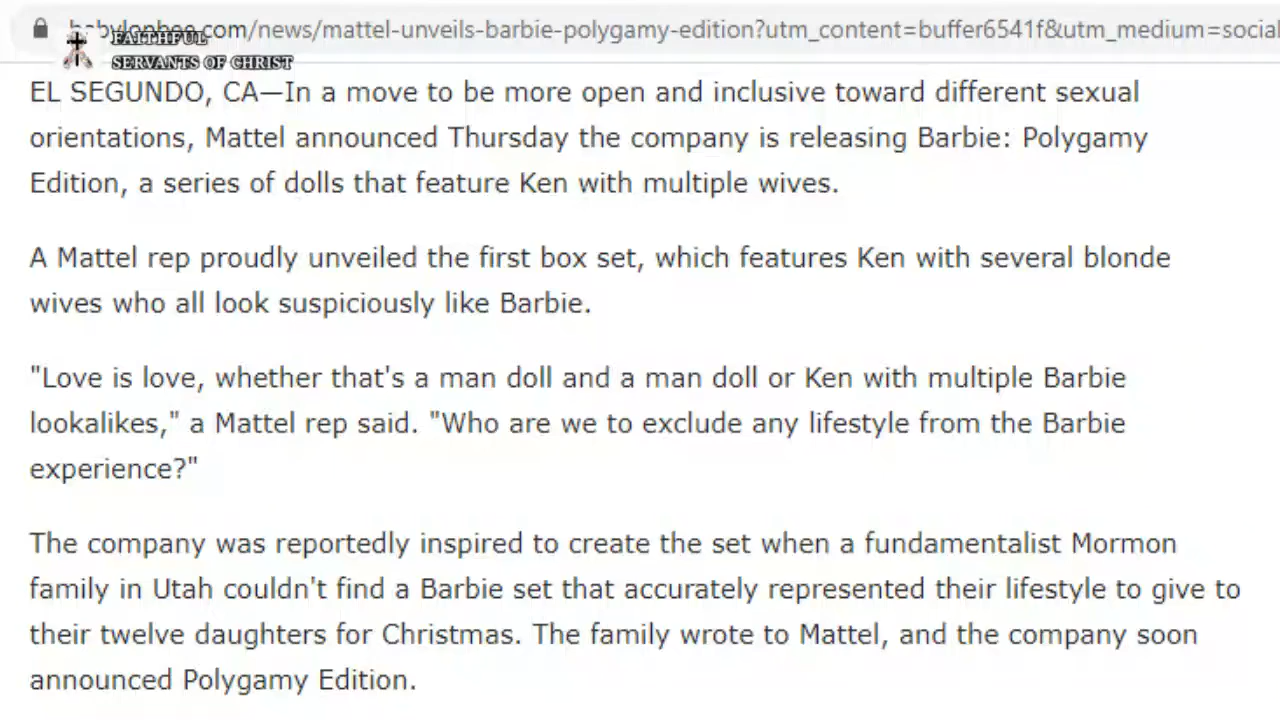 babylonbee.com/news/mattel-unveils-barbie-polygamy-edition?utm_content=buffer6541f&utm_medium=social
FAITHFUL
SERVANTS OF CHRIST
EL SEGUNDO, CA—In a move to be more open and inclusive toward different sexual
orientations, Mattel announced Thursday the company is releasing Barbie: Polygamy
Edition, a series of dolls that feature Ken with multiple wives.
A Mattel rep proudly unveiled the first box set, which features Ken with several blonde
wives who all look suspiciously like Barbie.
"Love is love, whether that's a man doll and a man doll or Ken with multiple Barbie
lookalikes," a Mattel rep said. "Who are we to exclude any lifestyle from the Barbie
experience?"
The company was reportedly inspired to create the set when a fundamentalist Mormon
family in Utah couldn't find a Barbie set that accurately represented their lifestyle to give to
their twelve daughters for Christmas. The family wrote to Mattel, and the company soon
announced Polygamy Edition.